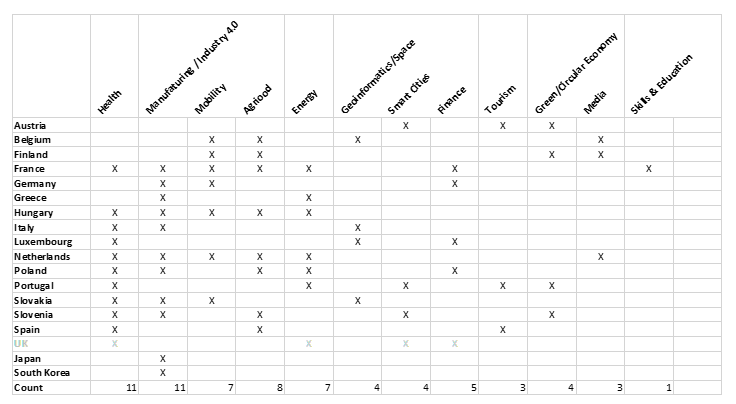 Health Manufaturing /Industry 4.0 Mobility Agriood Energy Geoinformatics/Space Smart Cities Finance Tourism Green/Circular Economy Media Skills & Education
Austria X X X
Belgium X X X X
Finland X X X X
France X X X X X X X
Germany X X X
Greece X X
Hungary X X X X X
Italy X X X
Luxembourg X X X
Netherlands X X X X X X
Poland X X X X X
Portugal X X X X X
Slovakia X X X X
Slovenia X X X X X
Spain X X X
UK X X X X
Japan X
South Korea X
Count 11 11 7 8 7 4 4 5 3 4 3 1